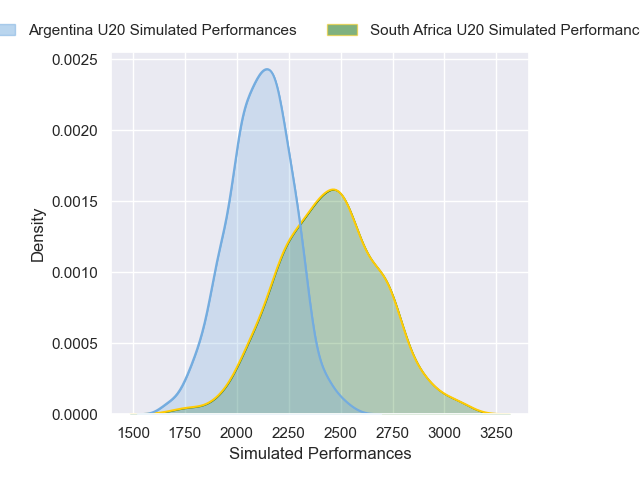 Argentina U20 Simulated Performances
South Africa U20 Simulated Performanc
0.0025
0.0020
0.0015
0.0010
0.0005
0.0000
Density
1500 1750 2000 2250 2500 2750 3000 3250
Simulated Performances